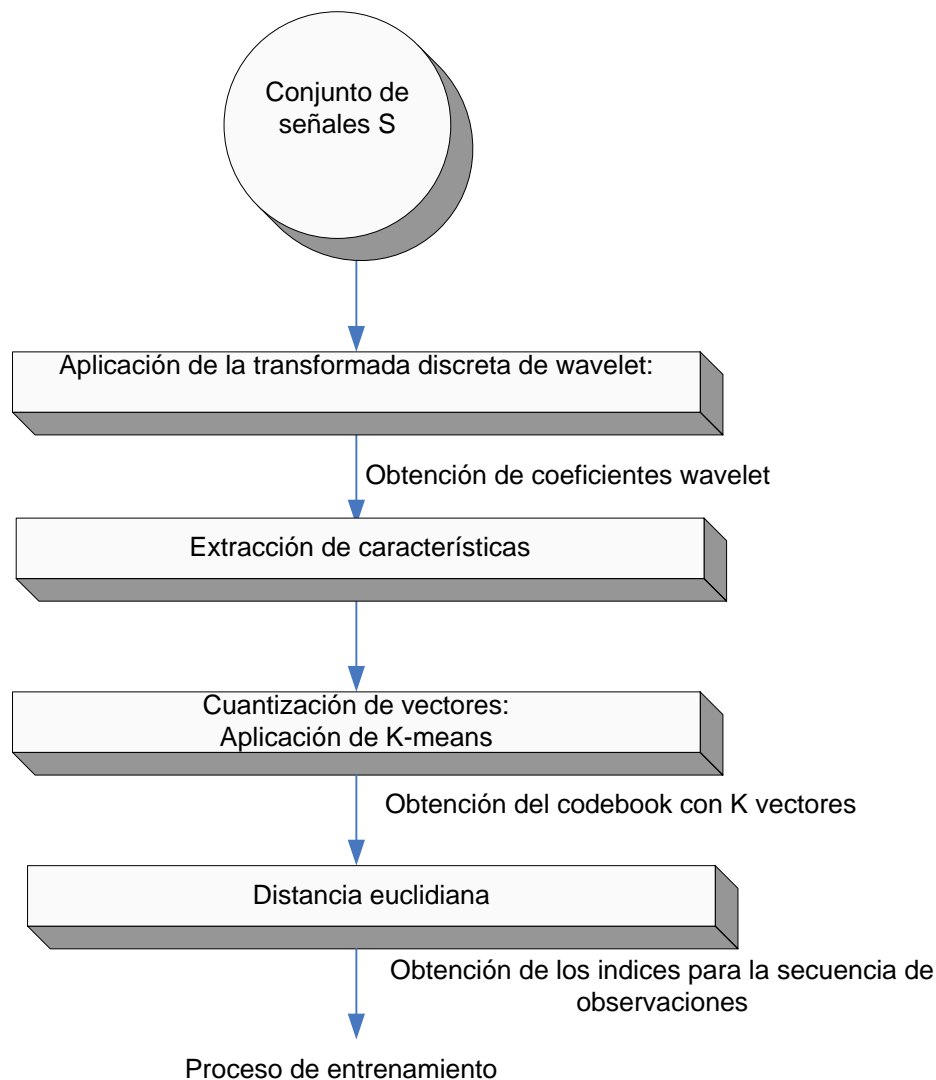 Conjunto de
señales S
Aplicación de la transformada discreta de wavelet:
Obtención de coeficientes wavelet
Extracción de características
Cuantización de vectores:
Aplicación de K-means
Obtención del codebook con K vectores
Distancia euclidiana
Obtención de los indices para la secuencia de
observaciones
Proceso de entrenamiento